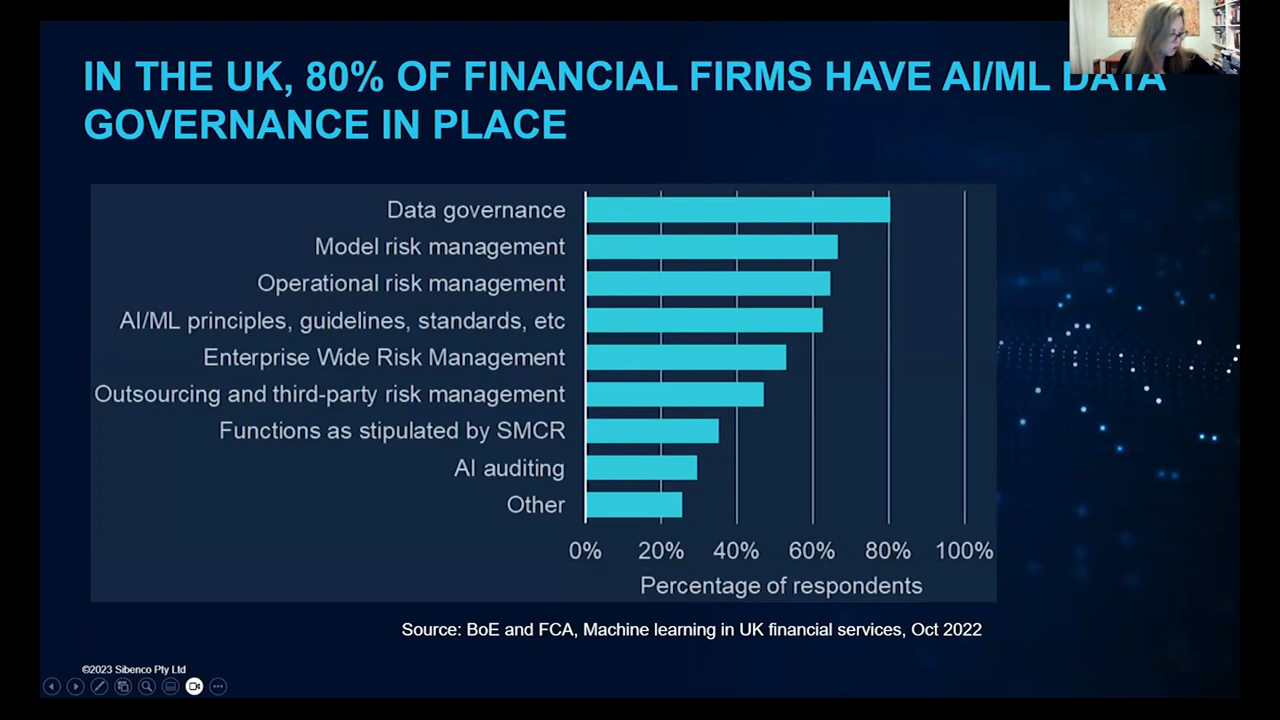 IN THE UK, 80% OF FINANCIAL FIRMS HAVE AI/ML DATA
GOVERNANCE IN PLACE
Data governance
Model risk management
Operational risk management
AI/ML principles, guidelines, standards, etc
Enterprise Wide Risk Management
Outsourcing and third-party risk management
Functions as stipulated by SMCR
AI auditing
Other
0% 20% 40% 60% 80% 100%
Percentage of respondents
Source: BoE and FCA, Machine learning in UK financial services, Oct 2022
©2023 Sibenco Pty Ltd